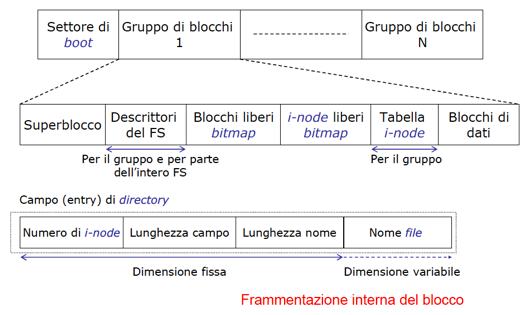 Settore di
boot
Gruppo di blocchi
1
Gruppo di blocchi
N
Superblocco
Descrittori
del FS
Blocchi liberi
bitmap
i-node liberi
bitmap
Tabella
i-node
Blocchi di
dati
Per il gruppo e per parte
dell'intero FS
Per il gruppo
Campo (entry) di directory
Numero di i-node
Lunghezza campo
Lunghezza nome
Nome file
Dimensione fissa
Dimensione variabile
Frammentazione interna del blocco